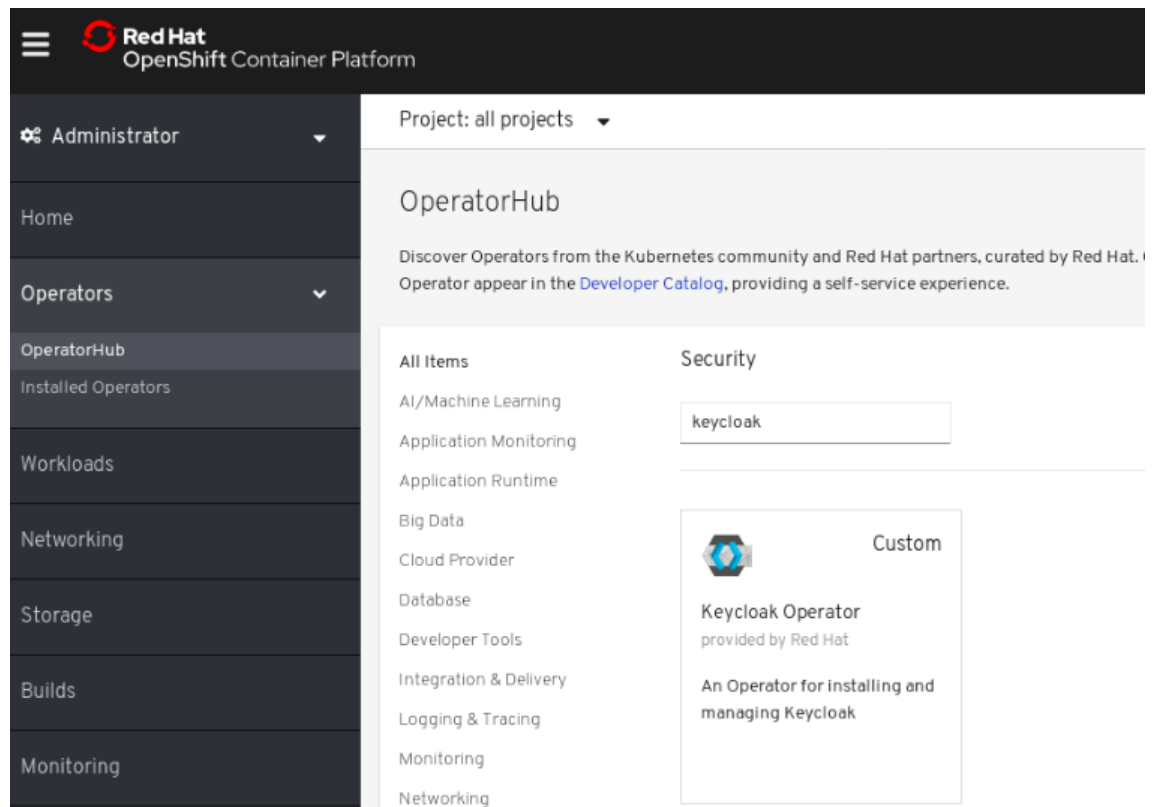 Red Hat
OpenShift Container Platform
Administrator
Home
Operators
OperatorHub
Installed Operators
Workloads
Networking
Storage
Builds
Monitoring
Project: all projects
OperatorHub
Discover Operators from the Kubernetes community and Red Hat partners, curated by Red Hat.
Operator appear in the Developer Catalog, providing a self-service experience.
All Items
AI/Machine Learning
Application Monitoring
Application Runtime
Big Data
Cloud Provider
Database
Developer Tools
Integration & Delivery
Logging & Tracing
Monitoring
Networking
Security
keycloak
Custom
Keycloak Operator
provided by Red Hat
An Operator for installing and
managing Keycloak